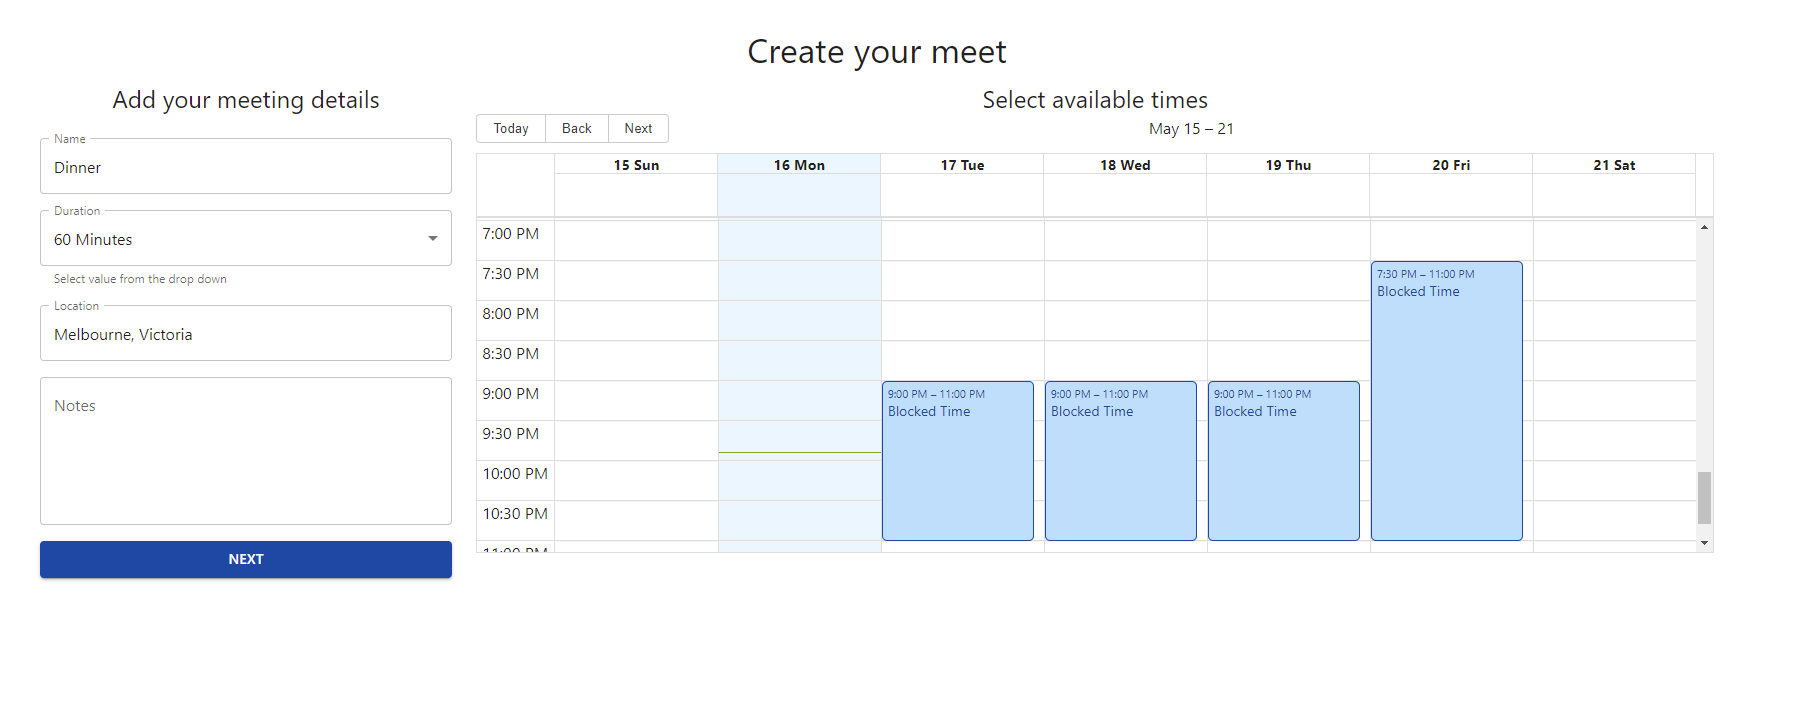 Create your meet
Add your meeting details
Name
Dinner
Duration
60 Minutes
Select value from the drop down
Location
Melbourne, Victoria
Notes
NEXT
Select available times
Today Back Next
May 15 – 21
15 Sun 16 Mon 17 Tue 18 Wed 19 Thu 20 Fri 21 Sat
7:00 PM
7:30 PM
7:30 PM – 11:00 PM
Blocked Time
8:00 PM
8:30 PM
9:00 PM
9:00 PM – 11:00 PM
Blocked Time
9:00 PM – 11:00 PM
Blocked Time
9:00 PM – 11:00 PM
Blocked Time
9:30 PM
10:00 PM
10:30 PM
11:00 PM